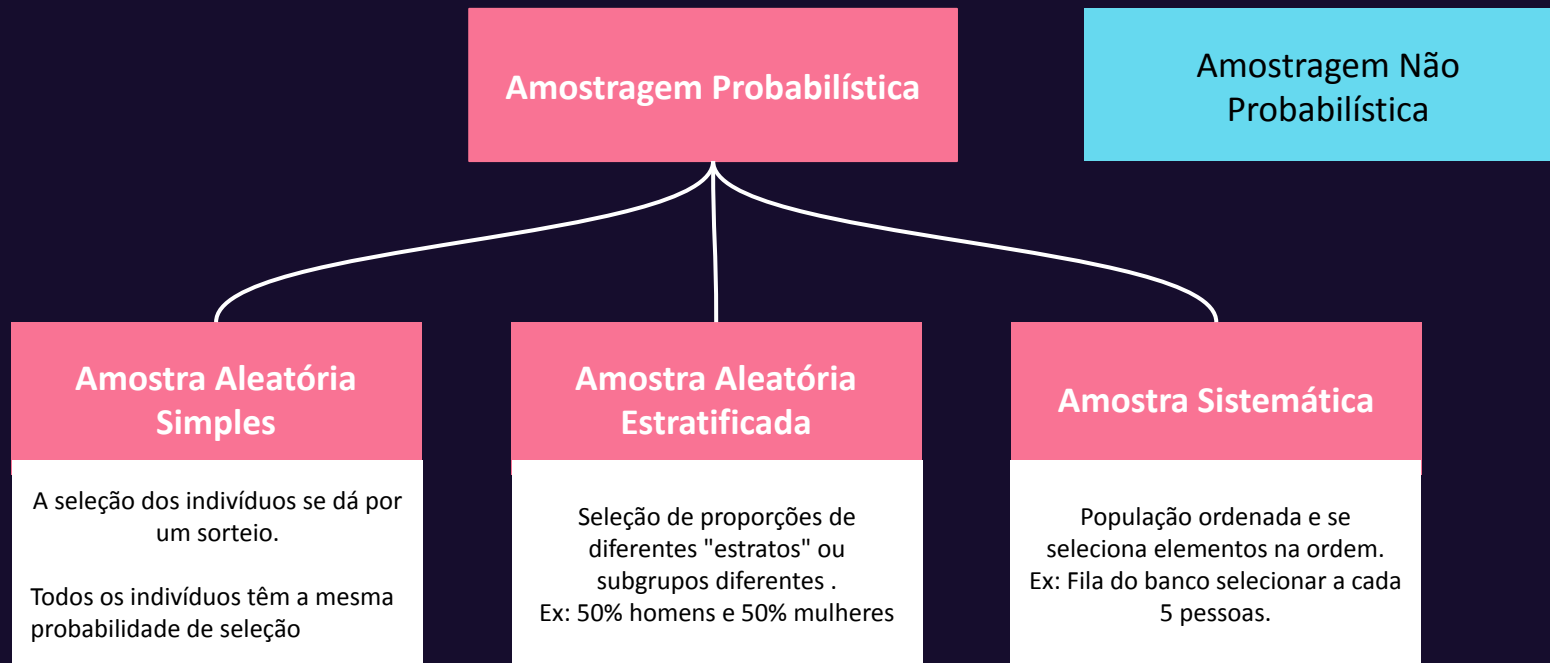 Amostragem Probabilística
Amostragem Não
Probabilística
Amostra Aleatória
Simples
A seleção dos indivíduos se dá por
um sorteio.
Todos os indivíduos têm a mesma
probabilidade de seleção
Amostra Aleatória
Estratificada
Seleção de proporções de
diferentes "estratos" ou
subgrupos diferentes .
Ex: 50% homens e 50% mulheres
Amostra Sistemática
População ordenada e se
seleciona elementos na ordem.
Ex: Fila do banco selecionar a cada
5 pessoas.